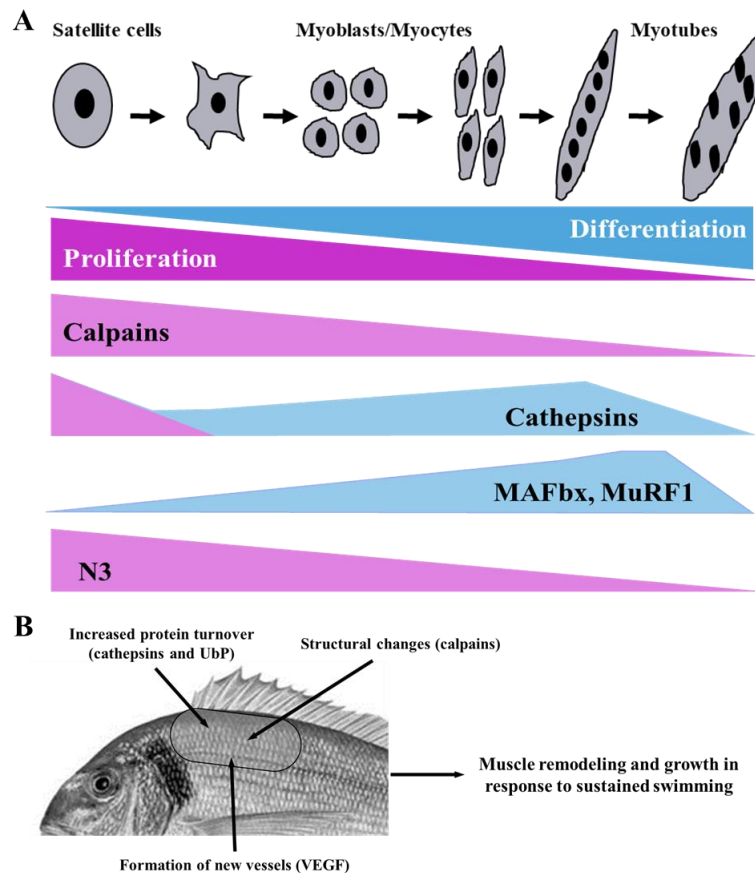 A
Satellite cells Myoblasts/Myocytes Myotubes
Differentiation
Proliferation
Calpains
Cathepsins
MAFbx, MuRF1
N3
B
Increased protein turnover
(cathepsins and UbP)
Structural changes (calpains)
Muscle remodeling and growth in
response to sustained swimming
Formation of new vessels (VEGF)